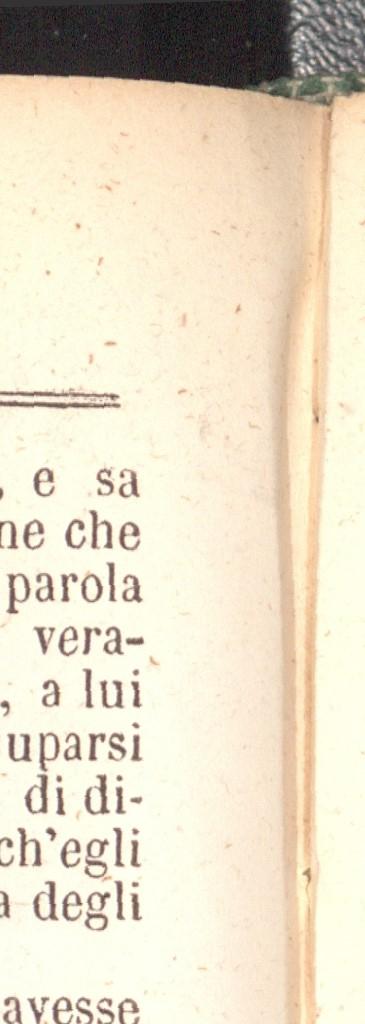 , e sa
ne che
parola
vera-
, a lui
uparsi
di di-
ch'egli
a degli
avesse